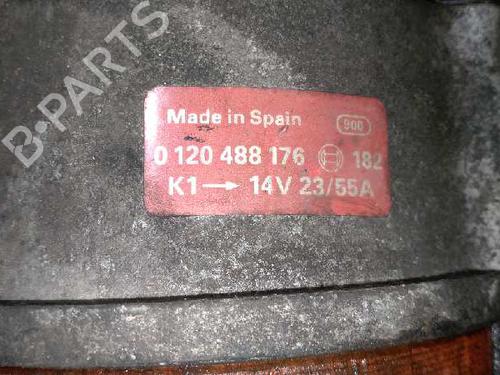 B-PARTS
Made in Spain 900
0 120 488 176 182
K1 → 14V 23/55A